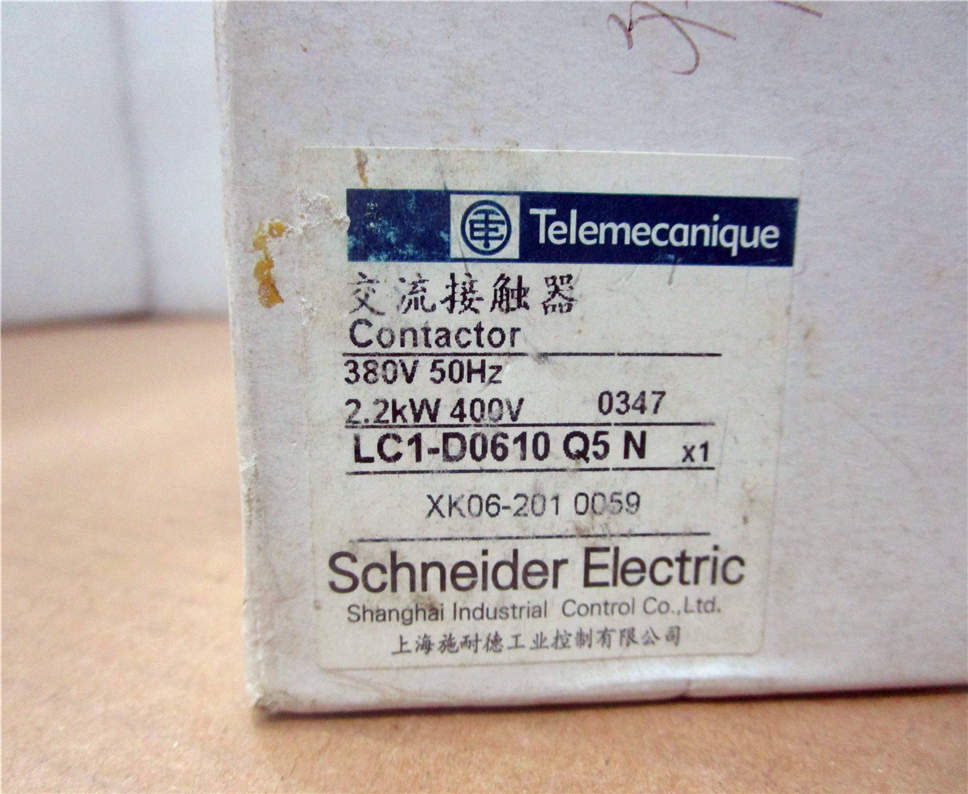 Telemecanique
交流接触器
Contactor
380V 50Hz
2.2kW 400V 0347
LC1-D0610 Q5 N x1
XK06-201 0059
Schneider Electric
Shanghai Industrial Control Co.,Ltd.
上海施耐德工业控制有限公司